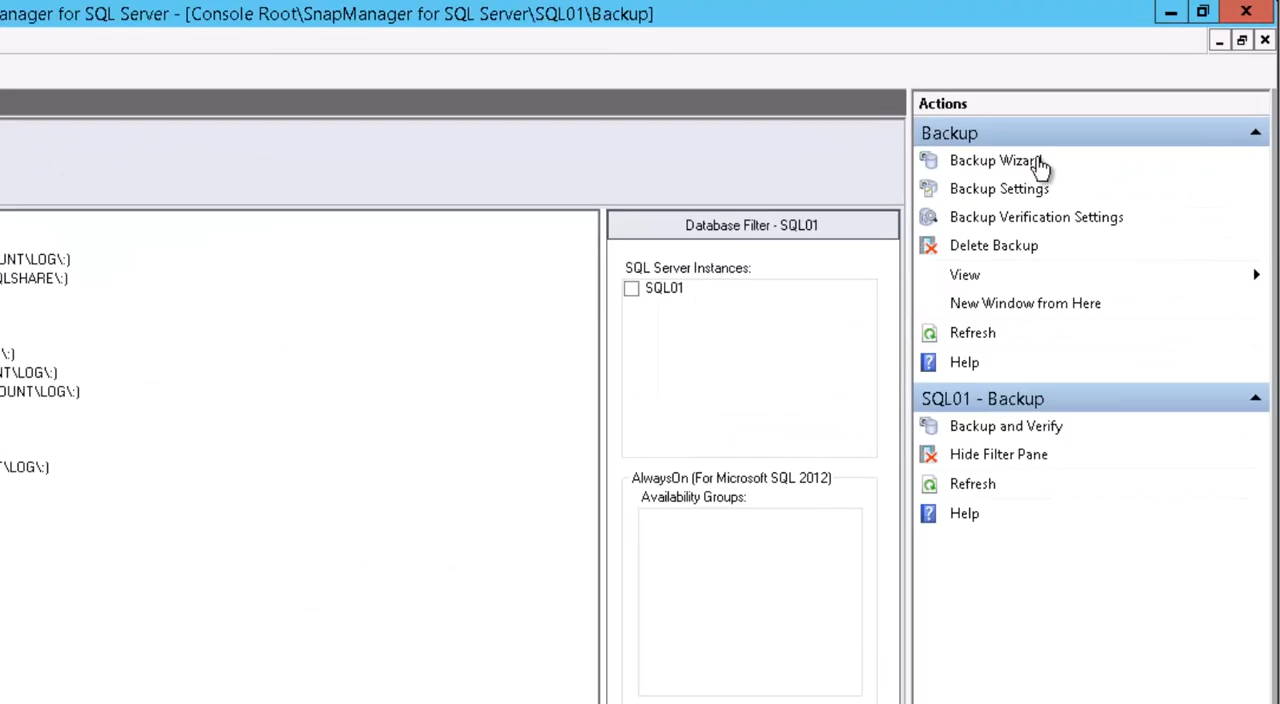 anager for SQL Server - [Console Root\SnapManager for SQL Server\SQL01\Backup]
Actions
Backup
Backup Wizard
Backup Settings
Backup Verification Settings
Delete Backup
View
New Window from Here
Refresh
Help
SQL01 - Backup
Backup and Verify
Hide Filter Pane
Refresh
Help
Database Filter - SQL01
SQL Server Instances:
SQL01
AlwaysOn (For Microsoft SQL 2012)
Availability Groups:
UNT\LOG\:)
QLSHARE\:)
\:)
NT\LOG\:)
OUNT\LOG\:)
T\LOG\:)